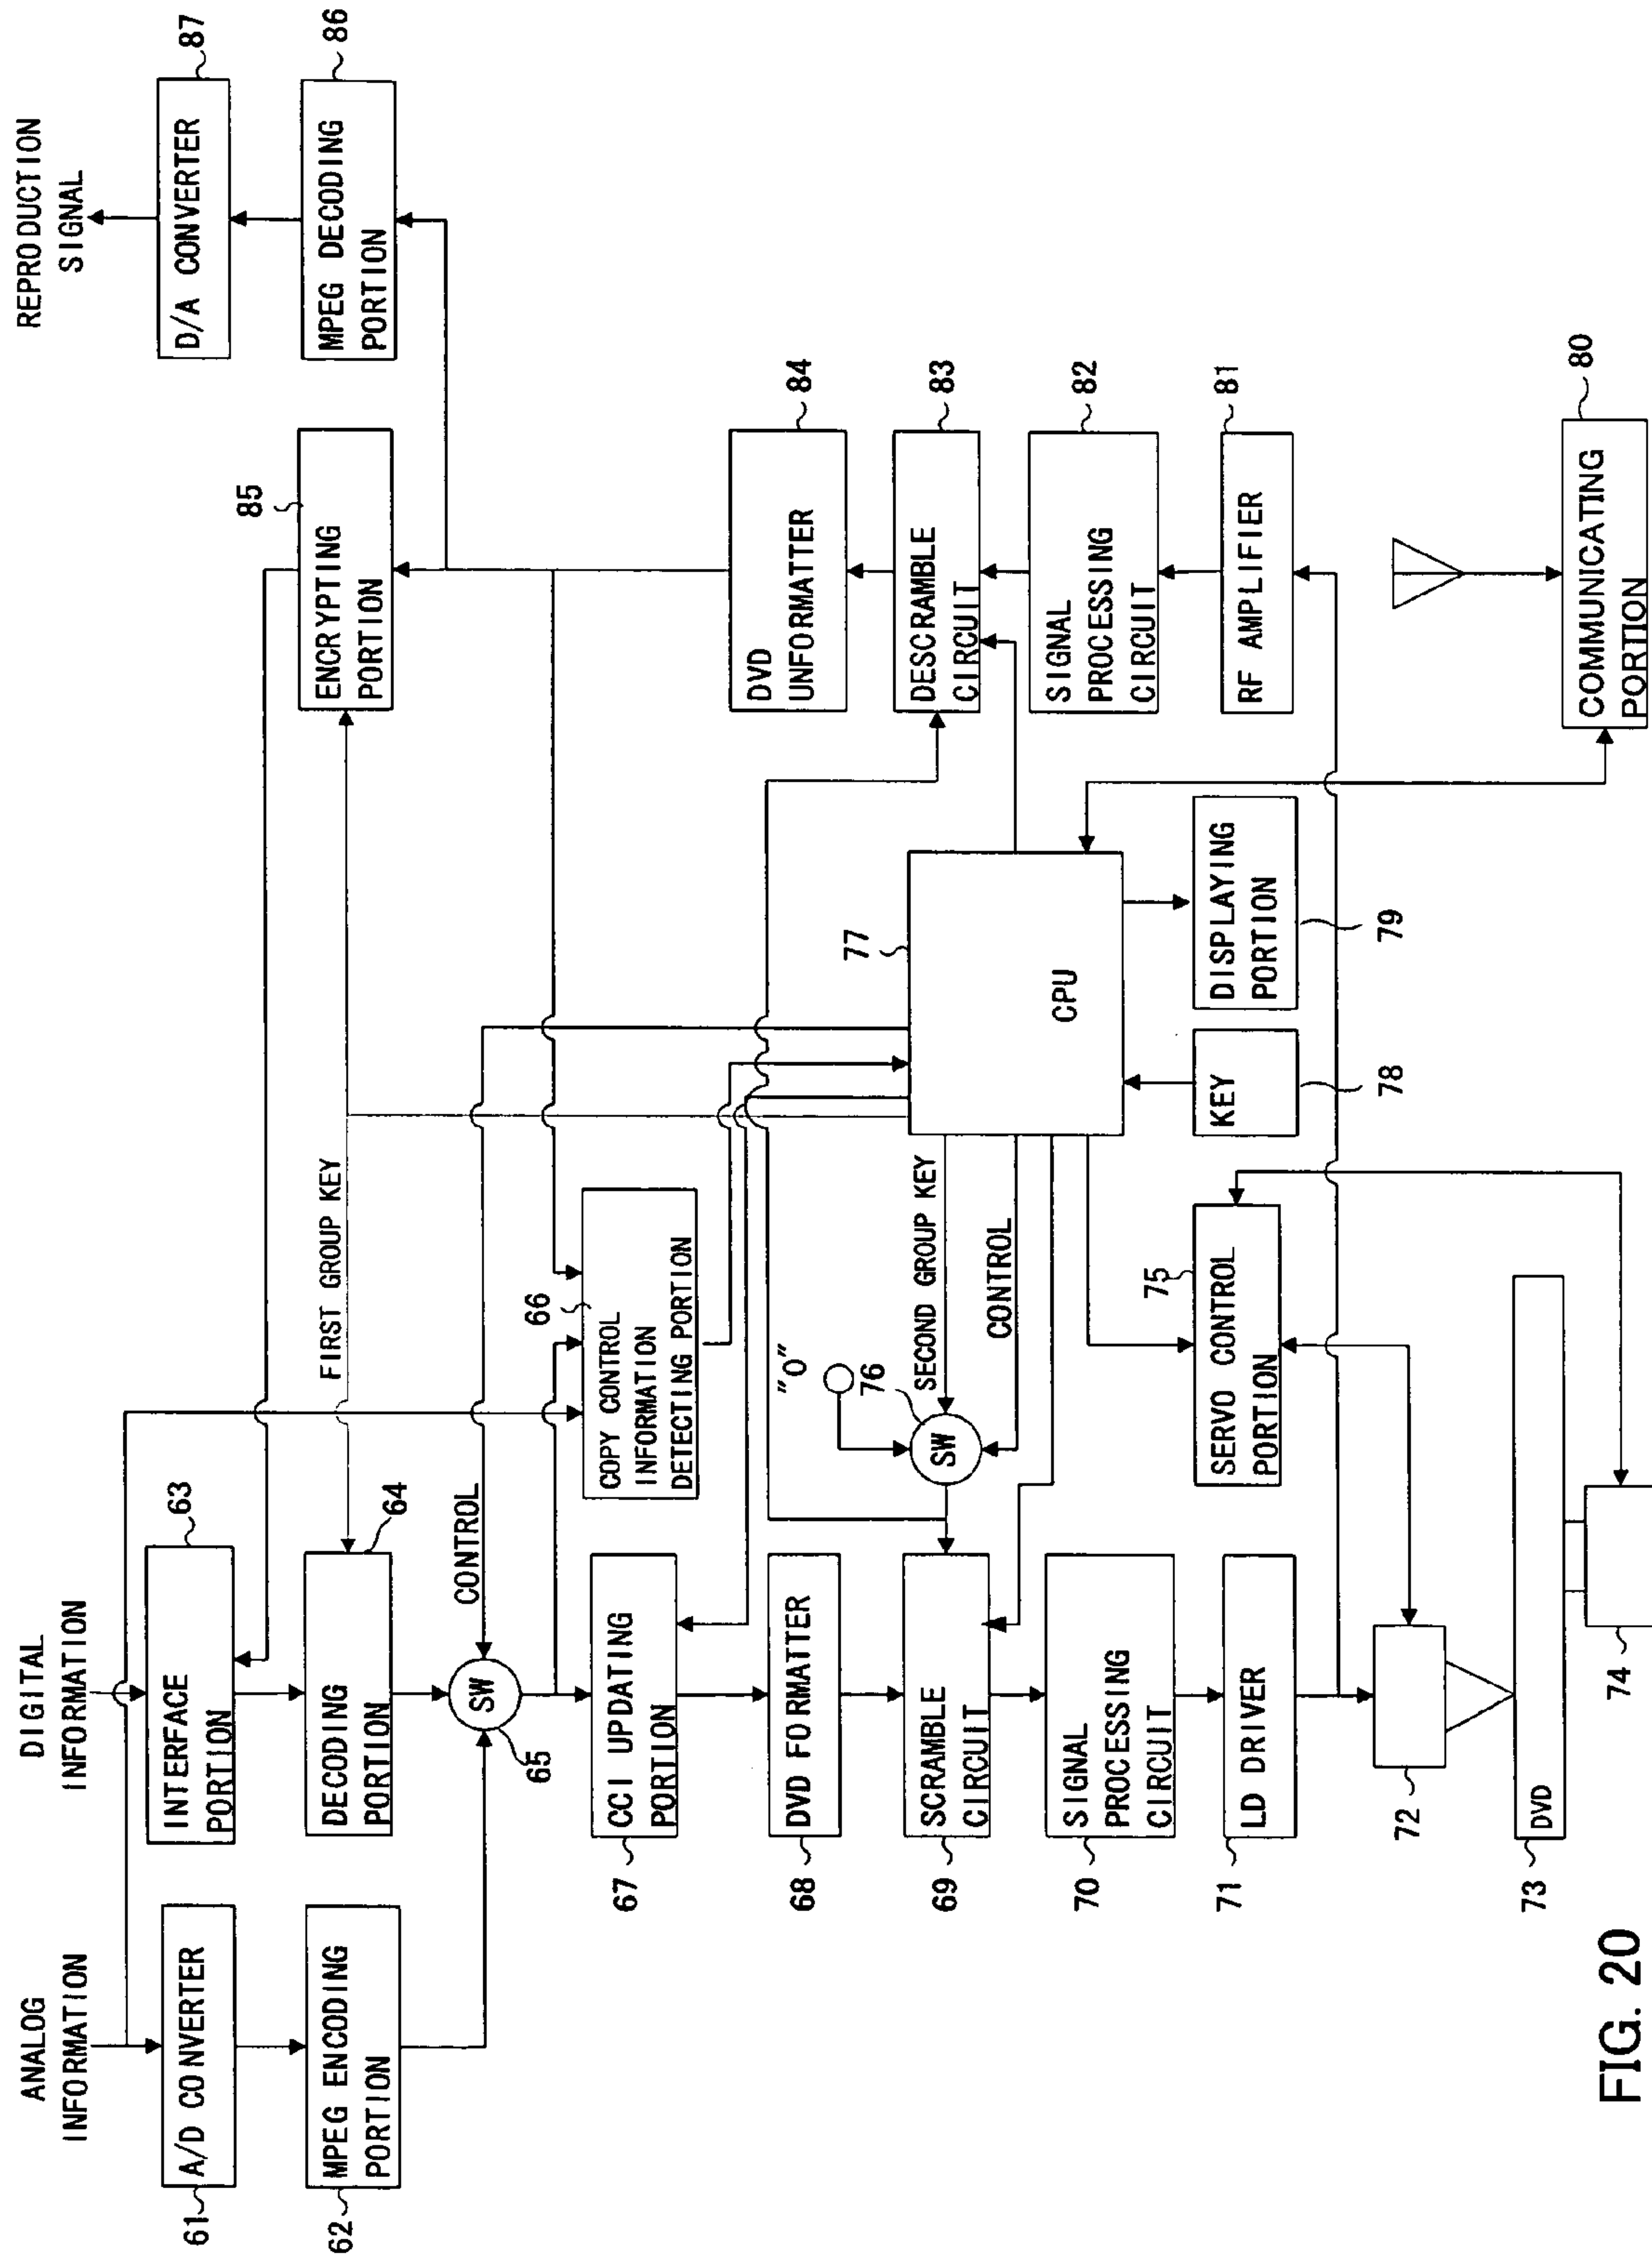 ANALOG
INFORMATION
DIGITAL
INFORMATION
REPRODUCTION
SIGNAL
61
A/D CONVERTER
62
MPEG ENCODING
PORTION
63
INTERFACE
PORTION
64
DECODING
PORTION
FIRST GROUP KEY
85
ENCRYPTING
PORTION
87
D/A CONVERTER
86
MPEG DECODING
PORTION
CONTROL
SW
65
66
COPY CONTROL
INFORMATION
DETECTING PORTION
67
CCI UPDATING
PORTION
68
DVD FORMATTER
69
SCRAMBLE
CIRCUIT
70
SIGNAL
PROCESSING
CIRCUIT
71
LD DRIVER
72
73
DVD
74
"0"
76
SW
SECOND GROUP KEY
CONTROL
75
SERVO CONTROL
PORTION
77
CPU
KEY
78
DISPLAYING
PORTION
79
84
DVD
UNFORMATTER
83
DESCRAMBLE
CIRCUIT
82
SIGNAL
PROCESSING
CIRCUIT
81
RF AMPLIFIER
80
COMMUNICATING
PORTION
FIG. 20